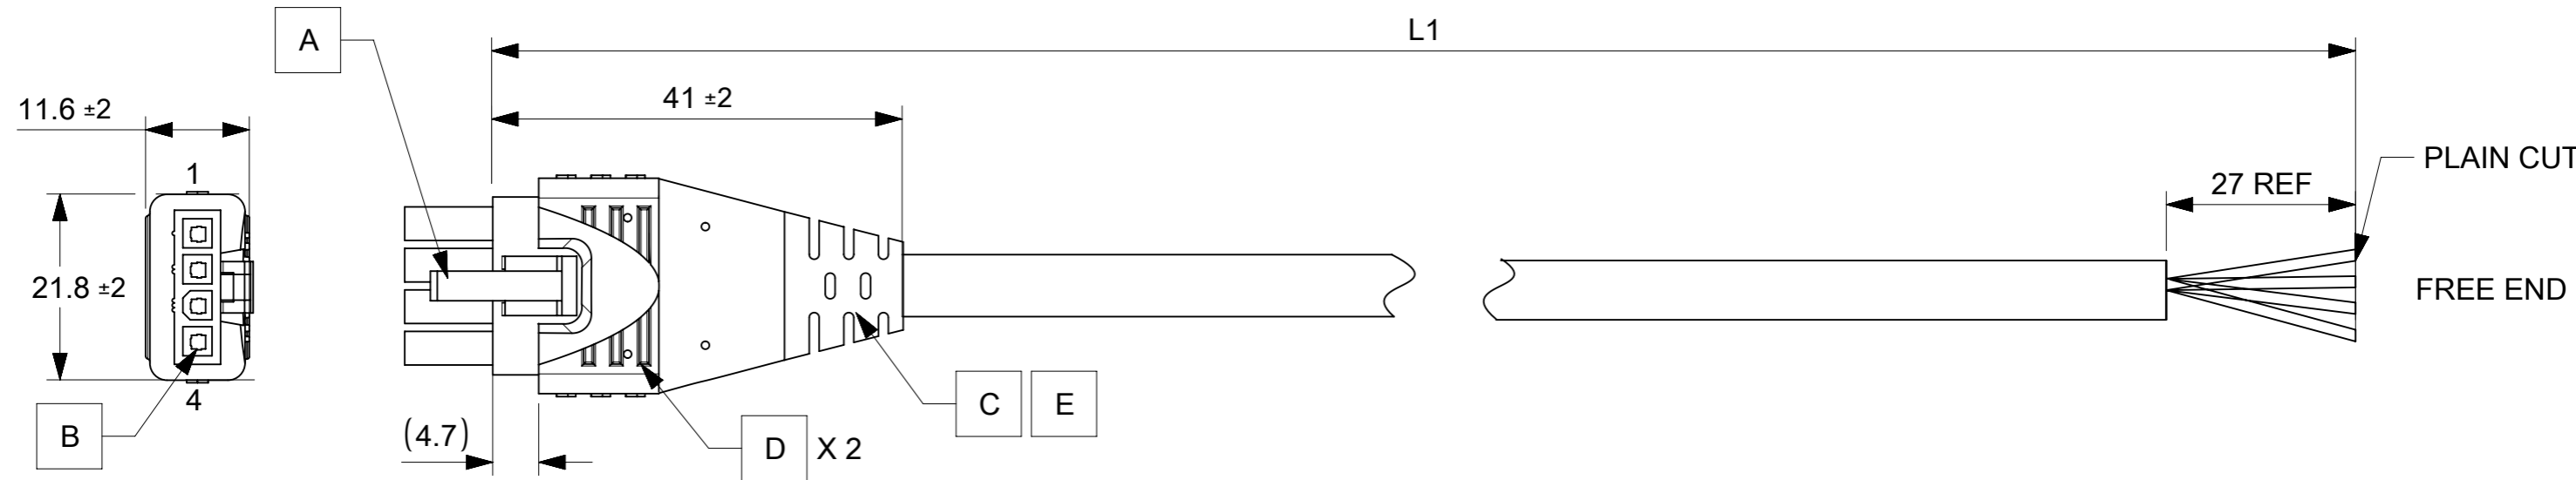 L1
A
41 ±2
11.6 ±2
PLAIN CUT
1
27 REF
21.8 ±2
FREE END
4
C E
B
(4.7)
D X 2